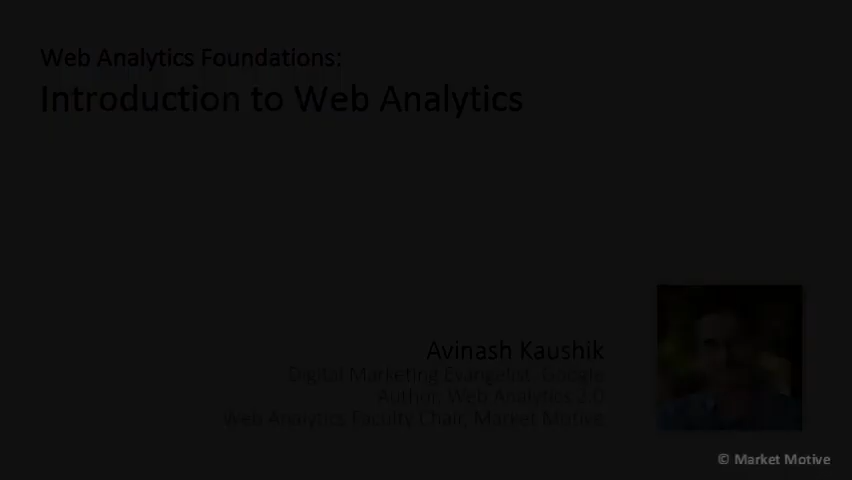 Web Analytics Foundations:
Introduction to Web Analytics
Avinash Kaushik
Digital Marketing Evangelist, Google
Author, Web Analytics 2.0
Web Analytics Faculty Chair, Market Motive
© Market Motive